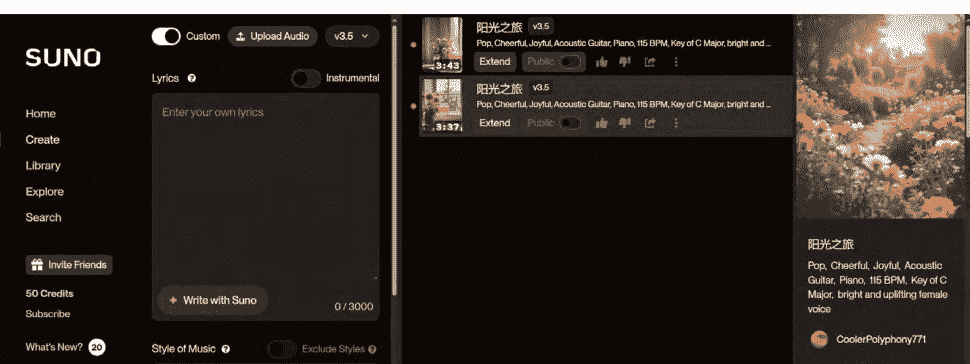 SUNO
Home
Create
Library
Explore
Search
Invite Friends
50 Credits
Subscribe
What's New? 20
Custom
Upload Audio
v3.5
Lyrics ?
Instrumental
Enter your own lyrics
Write with Suno
0 / 3000
Style of Music ?
Exclude Styles ?
阳光之旅 v3.5
Pop, Cheerful, Joyful, Acoustic Guitar, Piano, 115 BPM, Key of C Major, bright and ...
3:43
Extend
Public
阳光之旅 v3.5
Pop, Cheerful, Joyful, Acoustic Guitar, Piano, 115 BPM, Key of C Major, bright and ...
3:37
Extend
Public
阳光之旅
Pop, Cheerful, Joyful, Acoustic
Guitar, Piano, 115 BPM, Key of C
Major, bright and uplifting female
voice
CoolerPolyphony771